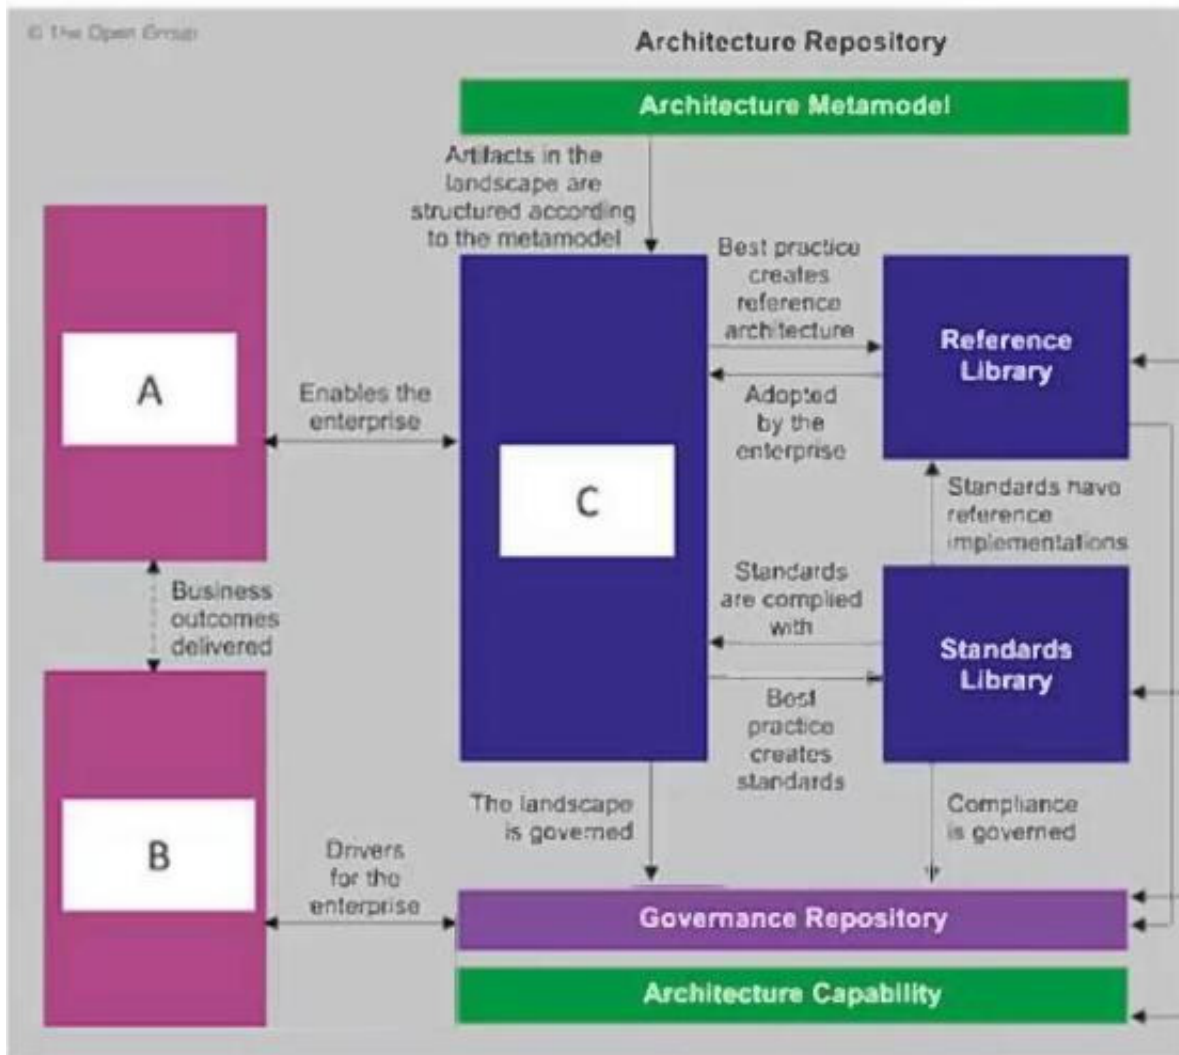 © The Open Group
Architecture Repository
Architecture Metamodel
Artifacts in the
landscape are
structured according
to the metamodel
A
Enables the
enterprise
C
Best practice
creates
reference
architecture
Reference
Library
Adopted
by the
enterprise
Standards have
reference
implementations
Business
outcomes
delivered
Standards
are complied
with
Standards
Library
Best
practice
creates
standards
B
Drivers
for the
enterprise
The landscape
is governed
Compliance
is governed
Governance Repository
Architecture Capability